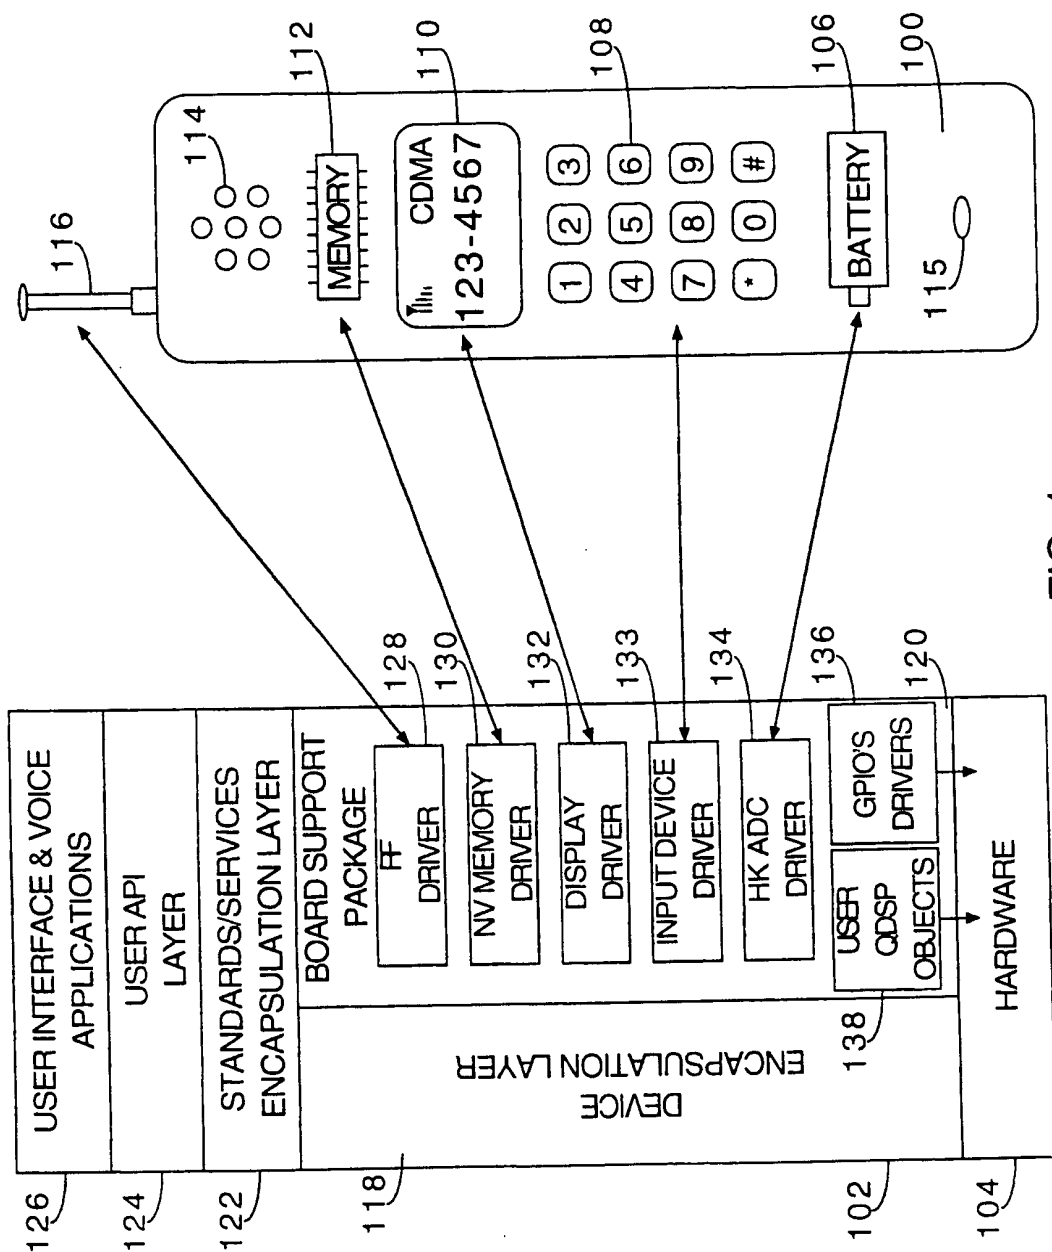 126
USER INTERFACE & VOICE
APPLICATIONS
124
USER API
LAYER
122
STANDARDS/SERVICES
ENCAPSULATION LAYER
118
DEVICE
ENCAPSULATION LAYER
BOARD SUPPORT
PACKAGE
RF
DRIVER
128
NV MEMORY
DRIVER
130
DISPLAY
DRIVER
132
INPUT DEVICE
DRIVER
133
HK ADC
DRIVER
134
USER
QDSP
OBJECTS
138
GPIO'S
DRIVERS
136
120
102
HARDWARE
104
116
114
MEMORY
112
CDMA
123-4567
110
1 2 3
4 5 6
7 8 9
* 0 #
108
BATTERY
106
115
100